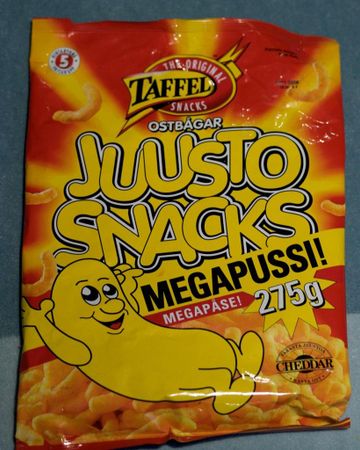 5
THE ORIGINAL
TAFFEL
SNACKS
OSTBÅGAR
JUUSTO
SNACKS
MEGAPUSSI!
MEGAPÅSE!
275g
CHEDDAR